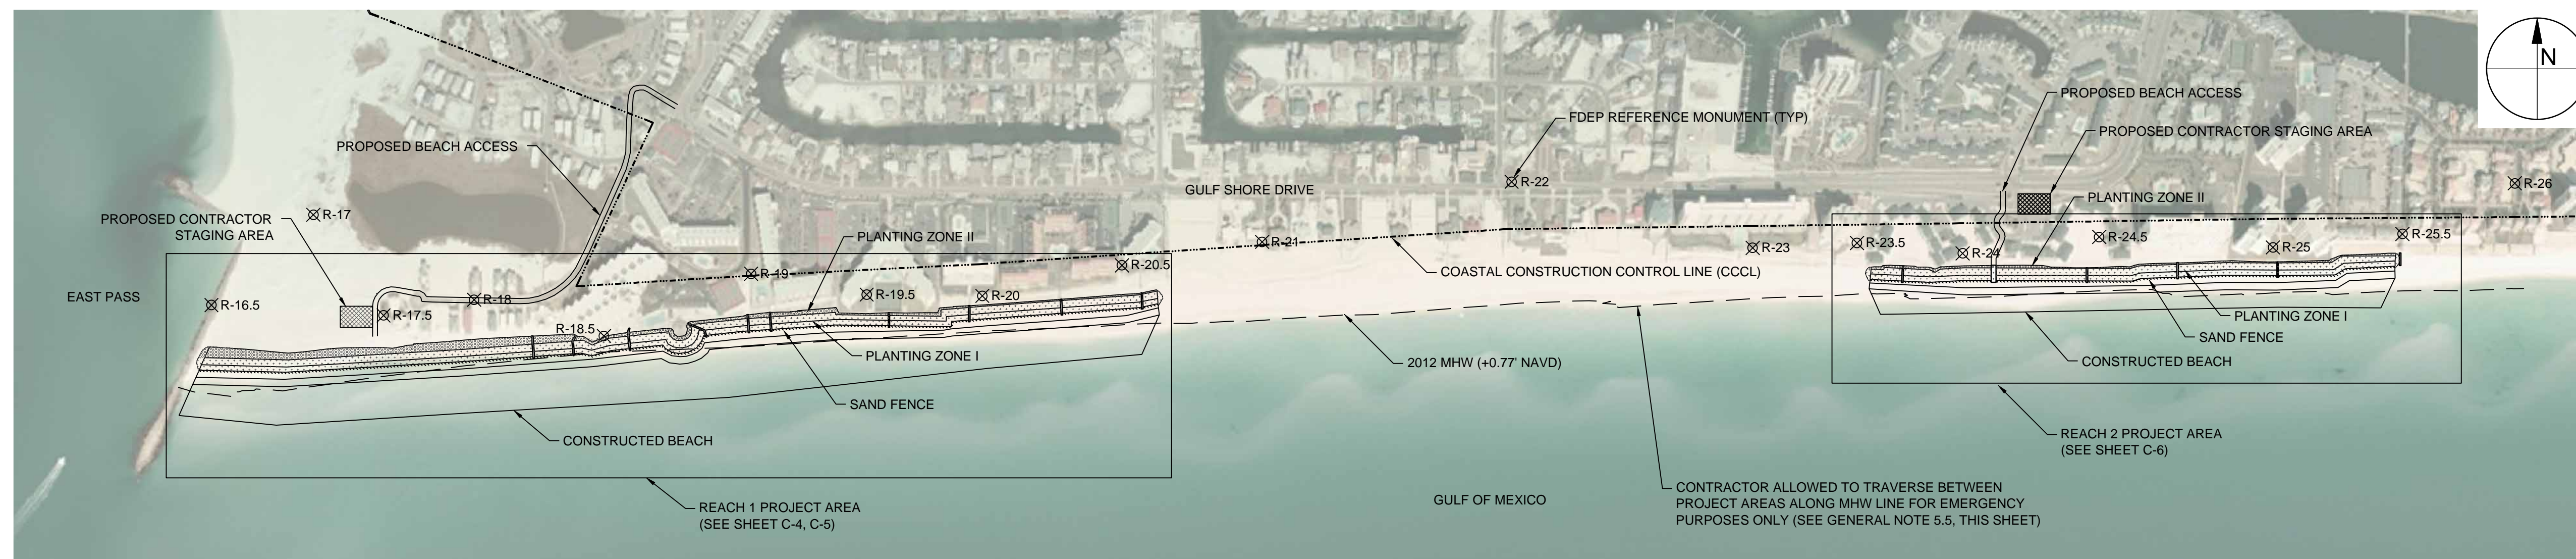 N
PROPOSED BEACH ACCESS
FDEP REFERENCE MONUMENT (TYP)
PROPOSED CONTRACTOR STAGING AREA
PROPOSED BEACH ACCESS
R-22
R-26
GULF SHORE DRIVE
PLANTING ZONE II
R-17
PROPOSED CONTRACTOR
STAGING AREA
PLANTING ZONE II
R-21
R-23
R-23.5
R-24
R-24.5
R-25
R-25.5
R-19
R-20.5
COASTAL CONSTRUCTION CONTROL LINE (CCCL)
EAST PASS
R-16.5
R-17.5
R-18
R-19.5
R-20
R-18.5
PLANTING ZONE I
PLANTING ZONE I
SAND FENCE
2012 MHW (+0.77' NAVD)
CONSTRUCTED BEACH
SAND FENCE
CONSTRUCTED BEACH
REACH 2 PROJECT AREA
(SEE SHEET C-6)
REACH 1 PROJECT AREA
(SEE SHEET C-4, C-5)
GULF OF MEXICO
CONTRACTOR ALLOWED TO TRAVERSE BETWEEN
PROJECT AREAS ALONG MHW LINE FOR EMERGENCY
PURPOSES ONLY (SEE GENERAL NOTE 5.5, THIS SHEET)